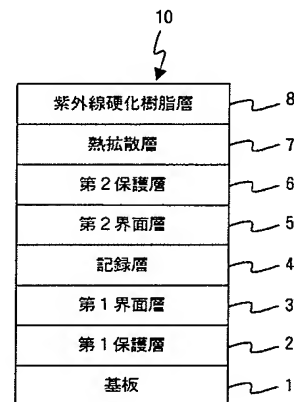 10
紫外線硬化樹脂層 8
熱拡散層 7
第2保護層 6
第2界面層 5
記録層 4
第1界面層 3
第1保護層 2
基板 1